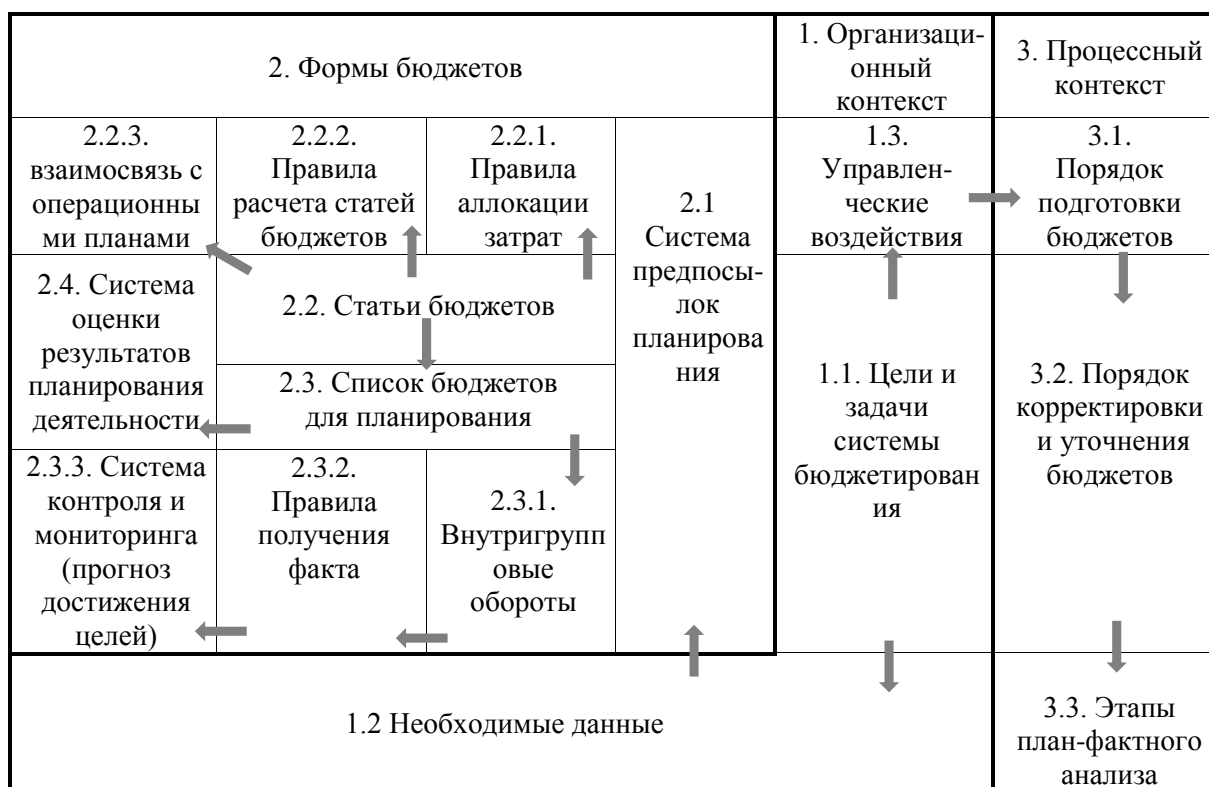 2. Формы бюджетов
1. Организаци-
онный
контекст
3. Процессный
контекст
2.2.3.
взаимосвязь с
операционны
ми планами
2.2.2.
Правила
расчета статей
бюджетов
2.2.1.
Правила
аллокации
затрат
2.1
Система
предпосы-
лок
планирова
ния
1.3.
Управлен-
ческие
воздействия
3.1.
Порядок
подготовки
бюджетов
2.4. Система
оценки
результатов
планирования
деятельности
2.2. Статьи бюджетов
2.3. Список бюджетов
для планирования
1.1. Цели и
задачи
системы
бюджетирован
ия
3.2. Порядок
корректировки
и уточнения
бюджетов
2.3.3. Система
контроля и
мониторинга
(прогноз
достижения
целей)
2.3.2.
Правила
получения
факта
2.3.1.
Внутригрупп
овые
обороты
1.2 Необходимые данные
3.3. Этапы
план-фактного
анализа